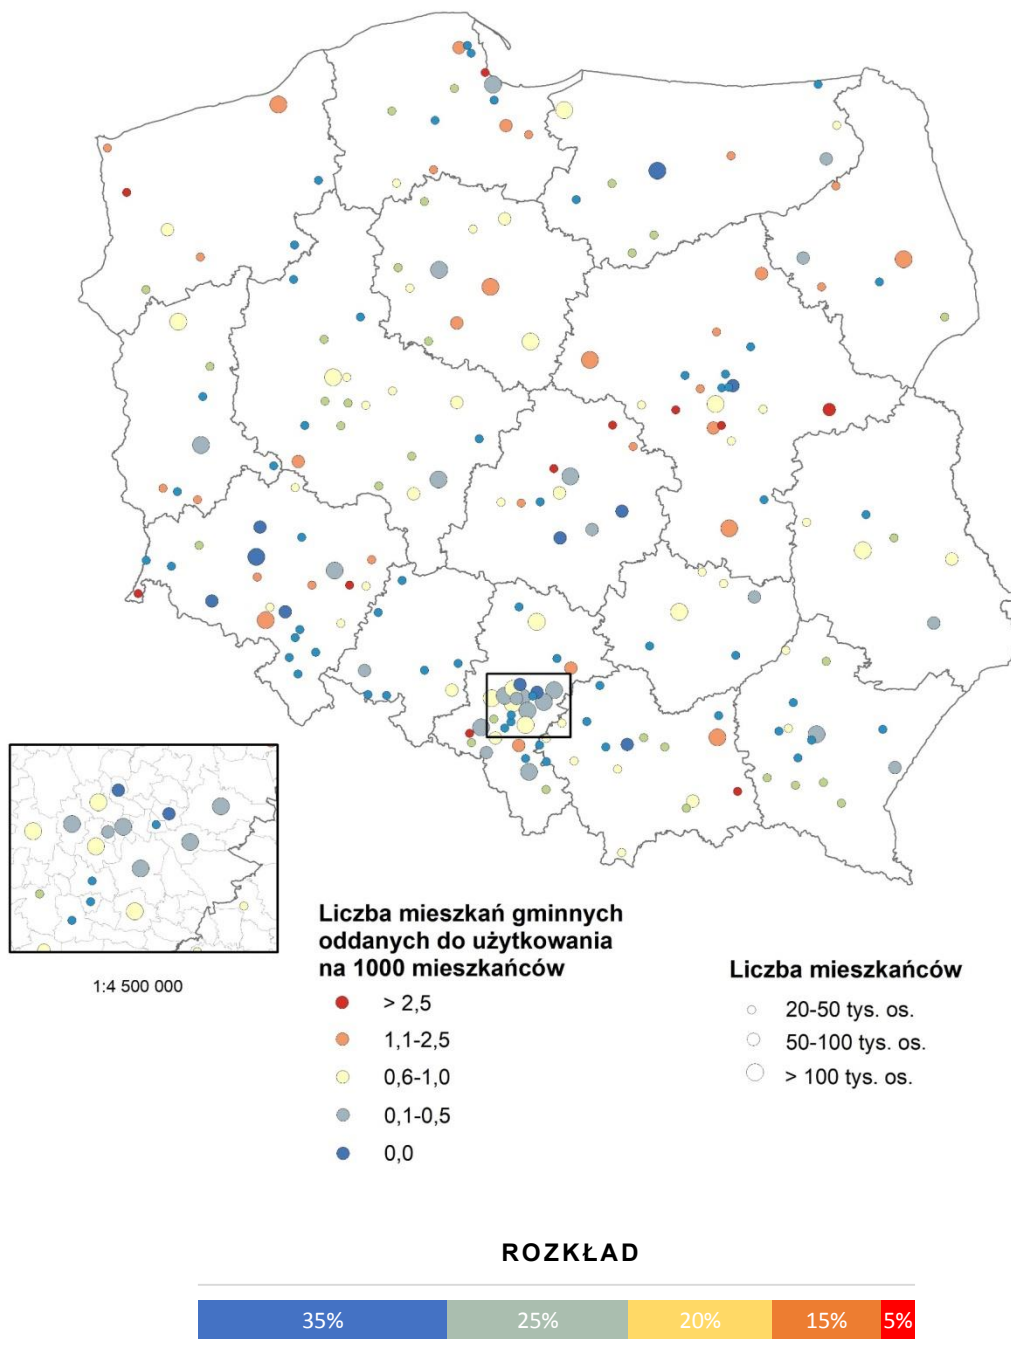 1:4 500 000
Liczba mieszkań gminnych
oddanych do użytkowania
na 1000 mieszkańców
> 2,5
1,1-2,5
0,6-1,0
0,1-0,5
0,0
Liczba mieszkańców
20-50 tys. os.
50-100 tys. os.
> 100 tys. os.
ROZKŁAD
35% 25% 20% 15% 5%